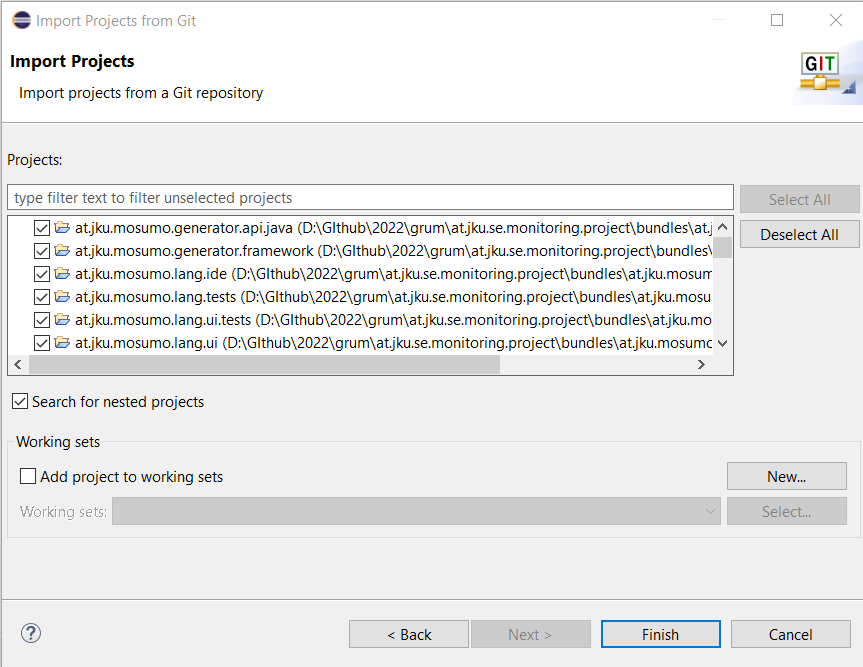 Import Projects from Git
Import Projects
Import projects from a Git repository
GIT
Projects:
type filter text to filter unselected projects
Select All
at.jku.mosumo.generator.api.java (D:\GIthub\2022\grum\at.jku.se.monitoring.project\bundles\at.j
Deselect All
at.jku.mosumo.generator.framework (D:\GIthub\2022\grum\at.jku.se.monitoring.project\bundles\
at.jku.mosumo.lang.ide (D:\GIthub\2022\grum\at.jku.se.monitoring.project\bundles\at.jku.mosum
at.jku.mosumo.lang.tests (D:\GIthub\2022\grum\at.jku.se.monitoring.project\bundles\at.jku.mosu
at.jku.mosumo.lang.ui.tests (D:\GIthub\2022\grum\at.jku.se.monitoring.project\bundles\at.jku.mo
at.jku.mosumo.lang.ui (D:\GIthub\2022\grum\at.jku.se.monitoring.project\bundles\at.jku.mosumo
Search for nested projects
Working sets
Add project to working sets
New...
Working sets:
Select...
< Back
Next >
Finish
Cancel